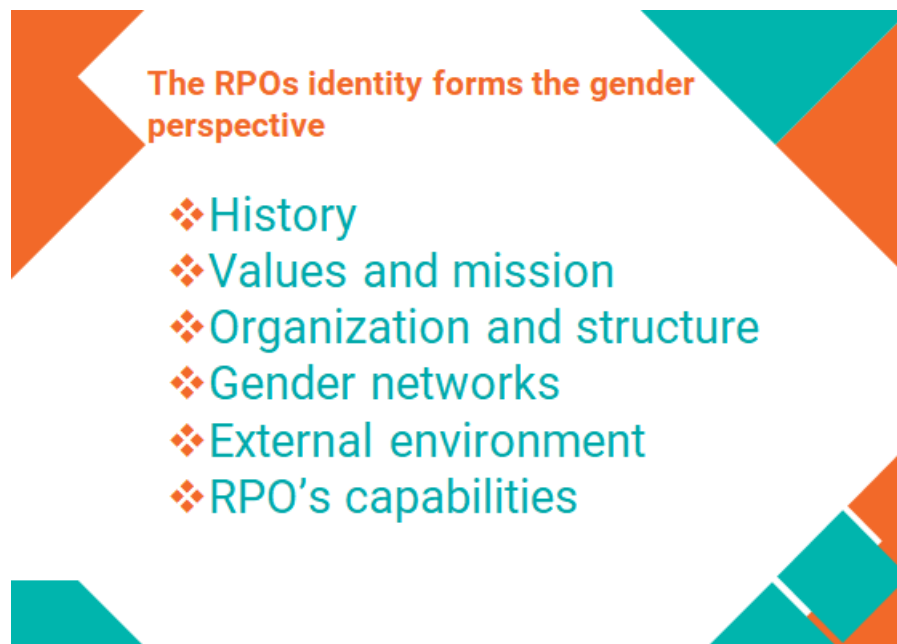 The RPOs identity forms the gender
perspective
❖History
❖Values and mission
❖Organization and structure
❖Gender networks
❖External environment
❖RPO’s capabilities